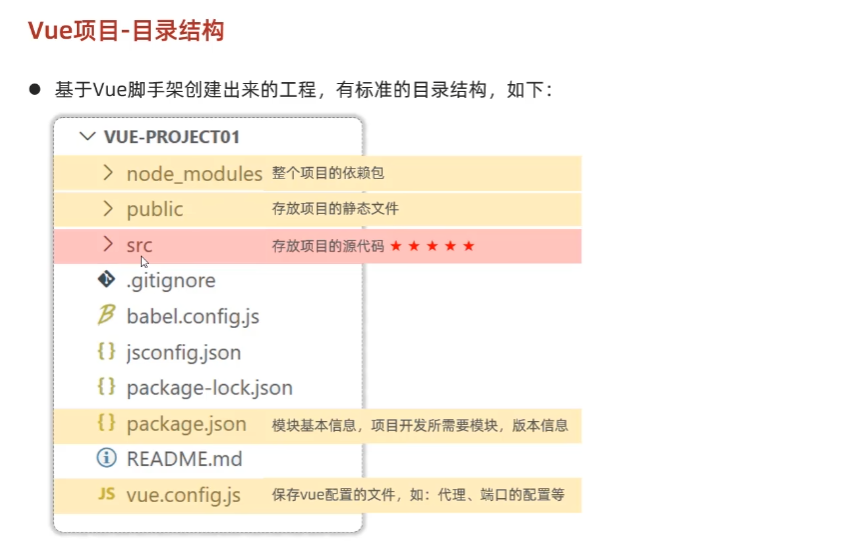 Vue项目-目录结构
● 基于Vue脚手架创建出来的工程，有标准的目录结构，如下：
VUE-PROJECT01
node_modules 整个项目的依赖包
public 存放项目的静态文件
src 存放项目的源代码 ★ ★ ★ ★ ★
.gitignore
babel.config.js
{} jsconfig.json
{} package-lock.json
{} package.json 模块基本信息，项目开发所需要模块，版本信息
README.md
JS vue.config.js 保存vue配置的文件，如：代理、端口的配置等